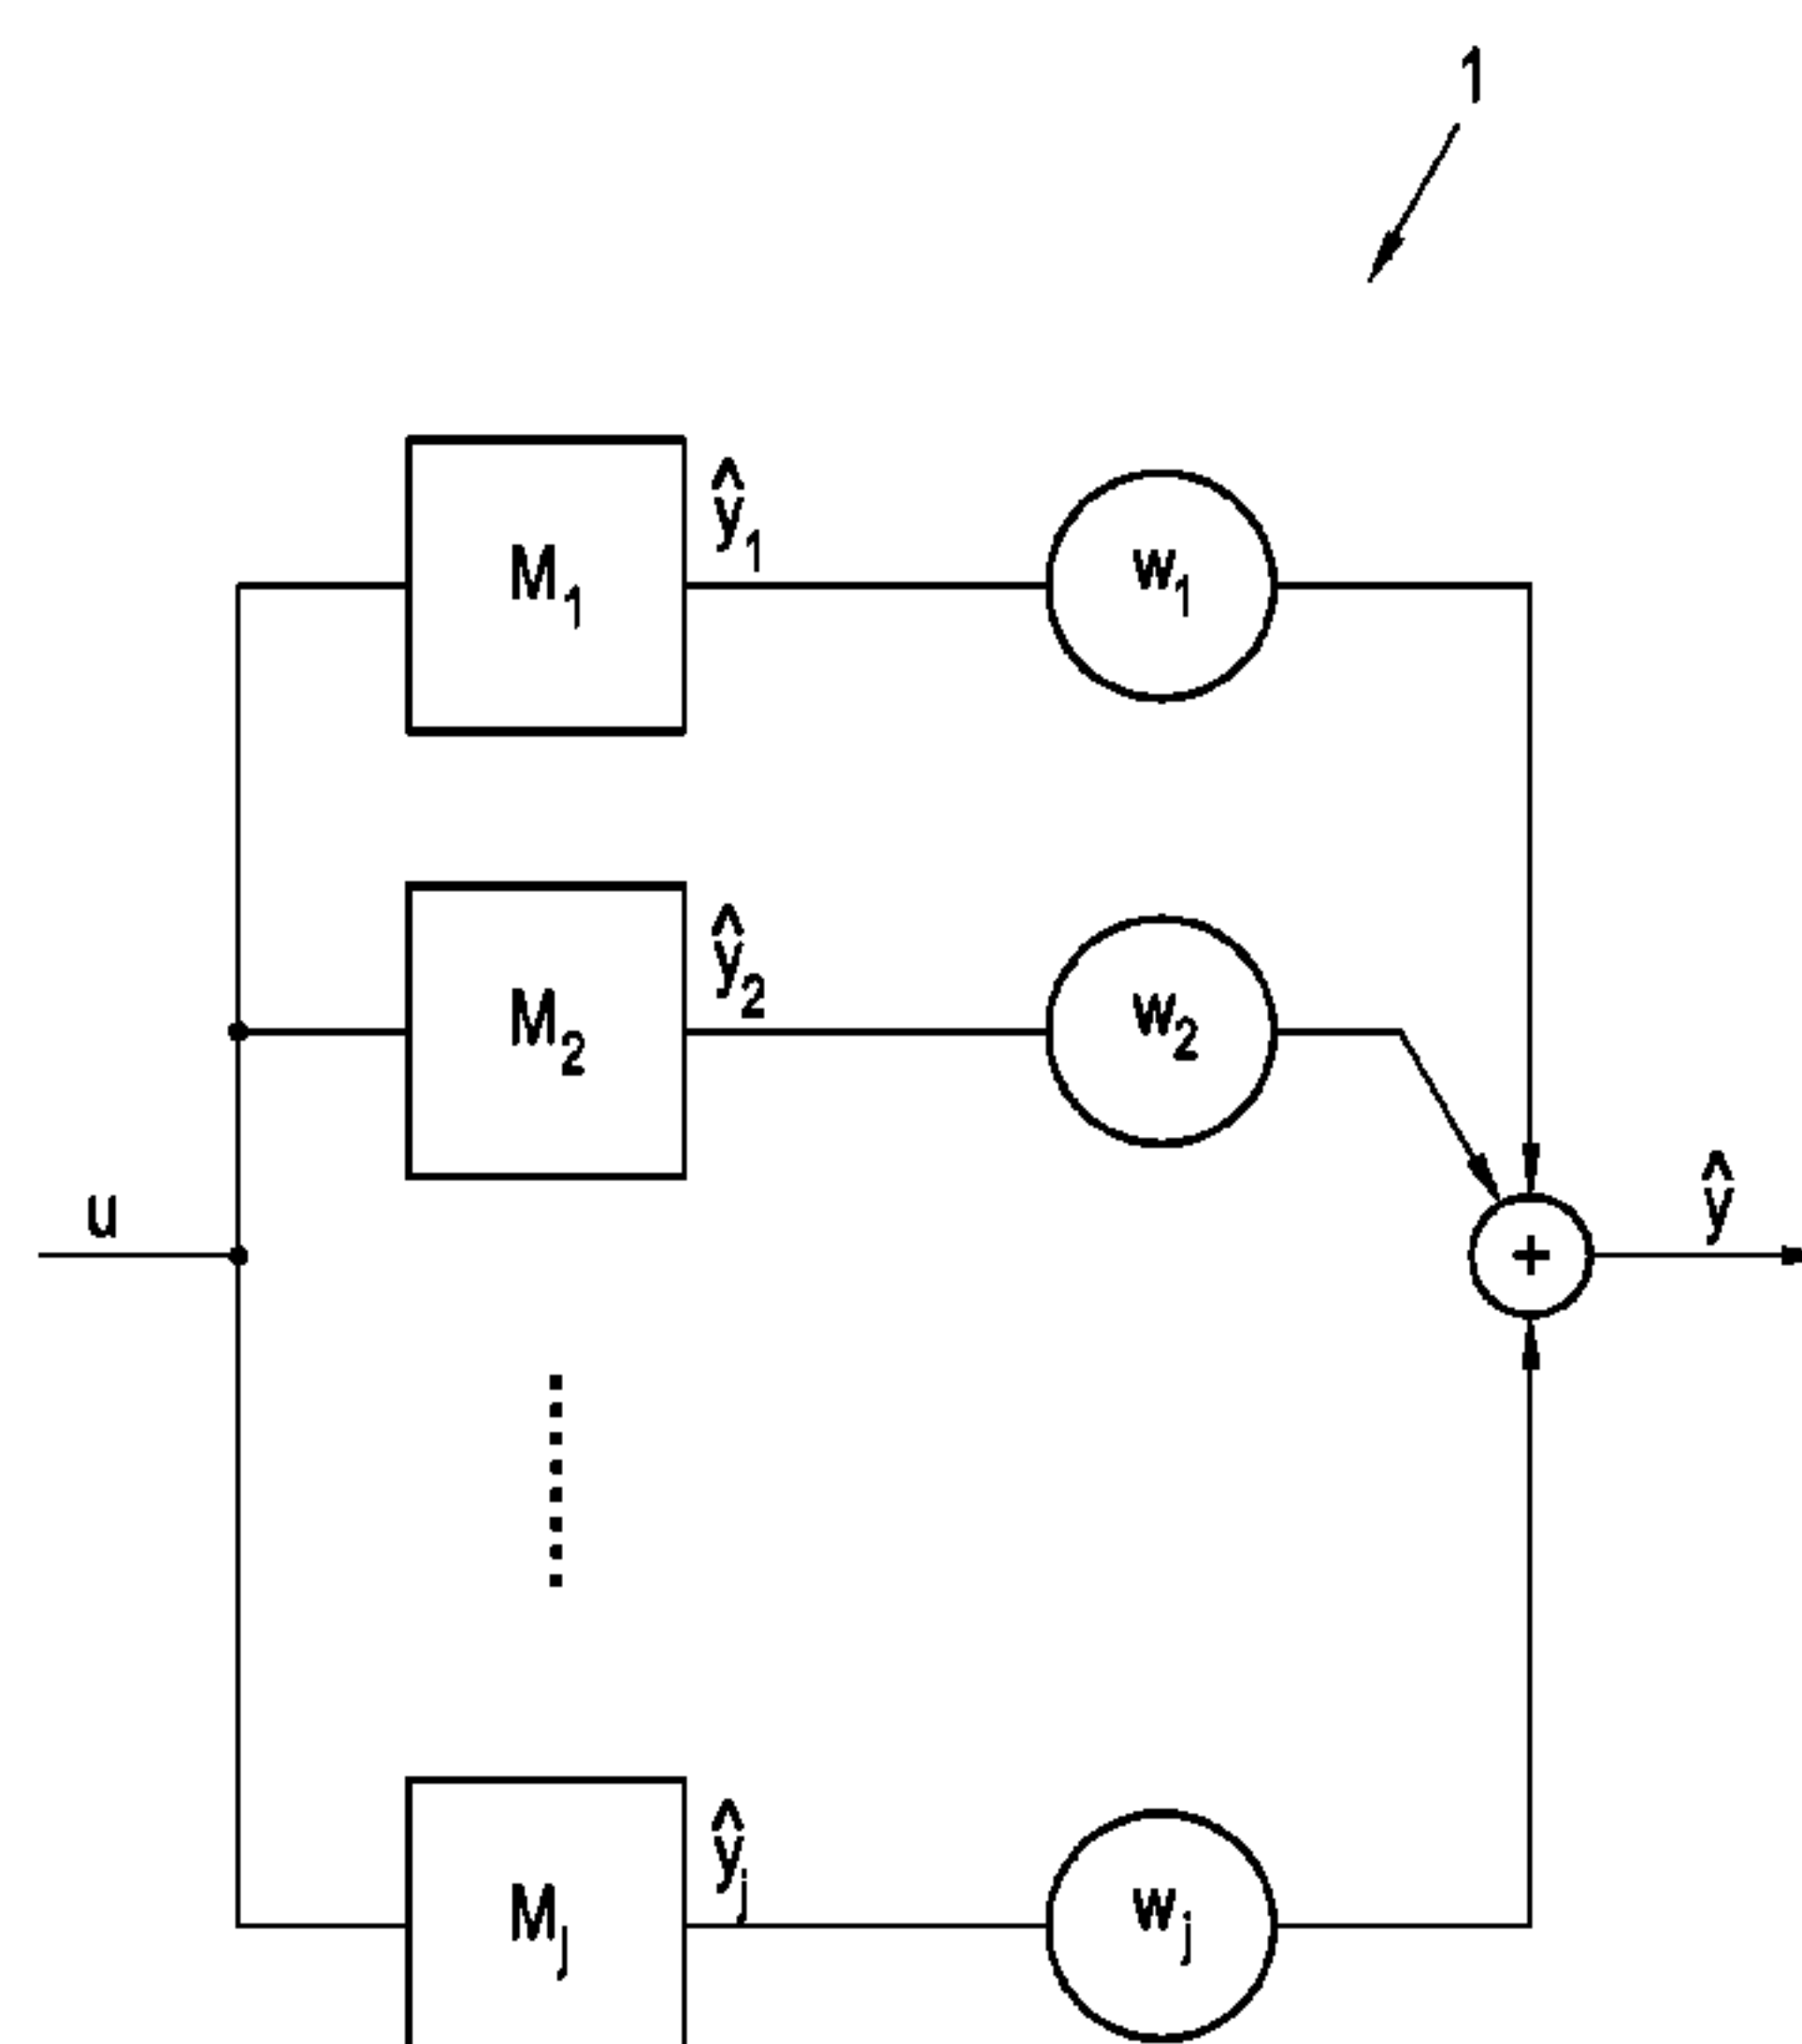 1
M₁
ŷ₁
w₁
M₂
ŷ₂
w₂
u
+
ŷ
Mⱼ
ŷⱼ
wⱼ